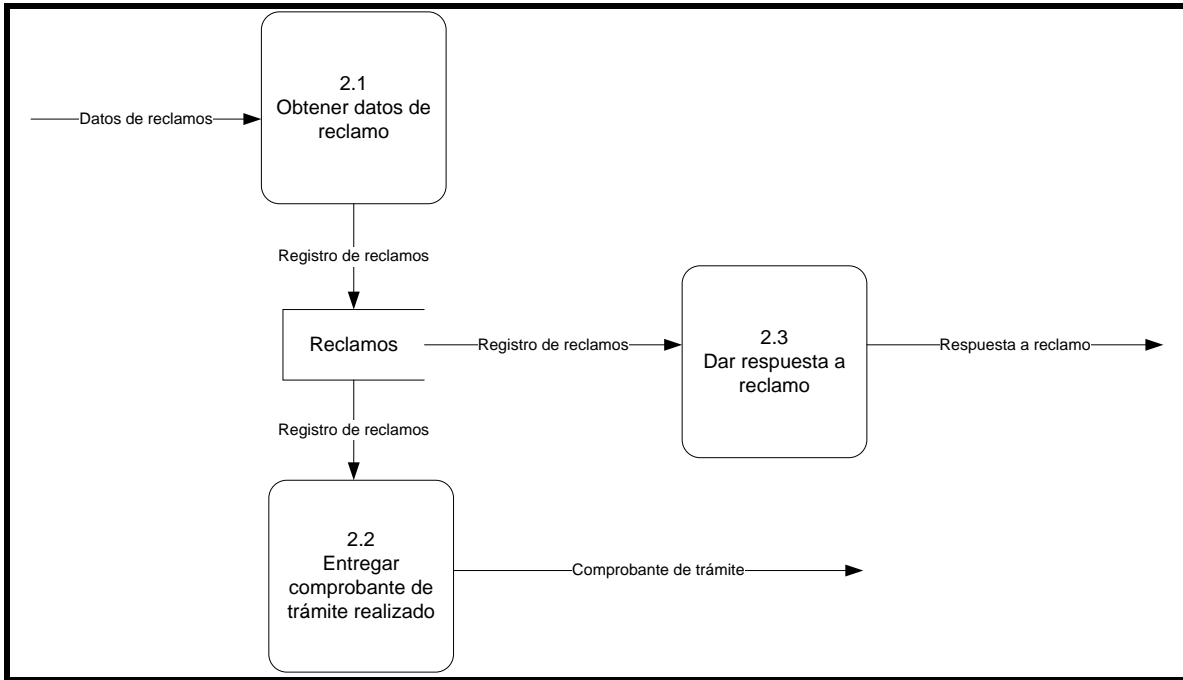 2.1
Obtener datos de
reclamo
Datos de reclamos
Registro de reclamos
Reclamos
Registro de reclamos
2.3
Dar respuesta a
reclamo
Respuesta a reclamo
Registro de reclamos
2.2
Entregar
comprobante de
trámite realizado
Comprobante de trámite